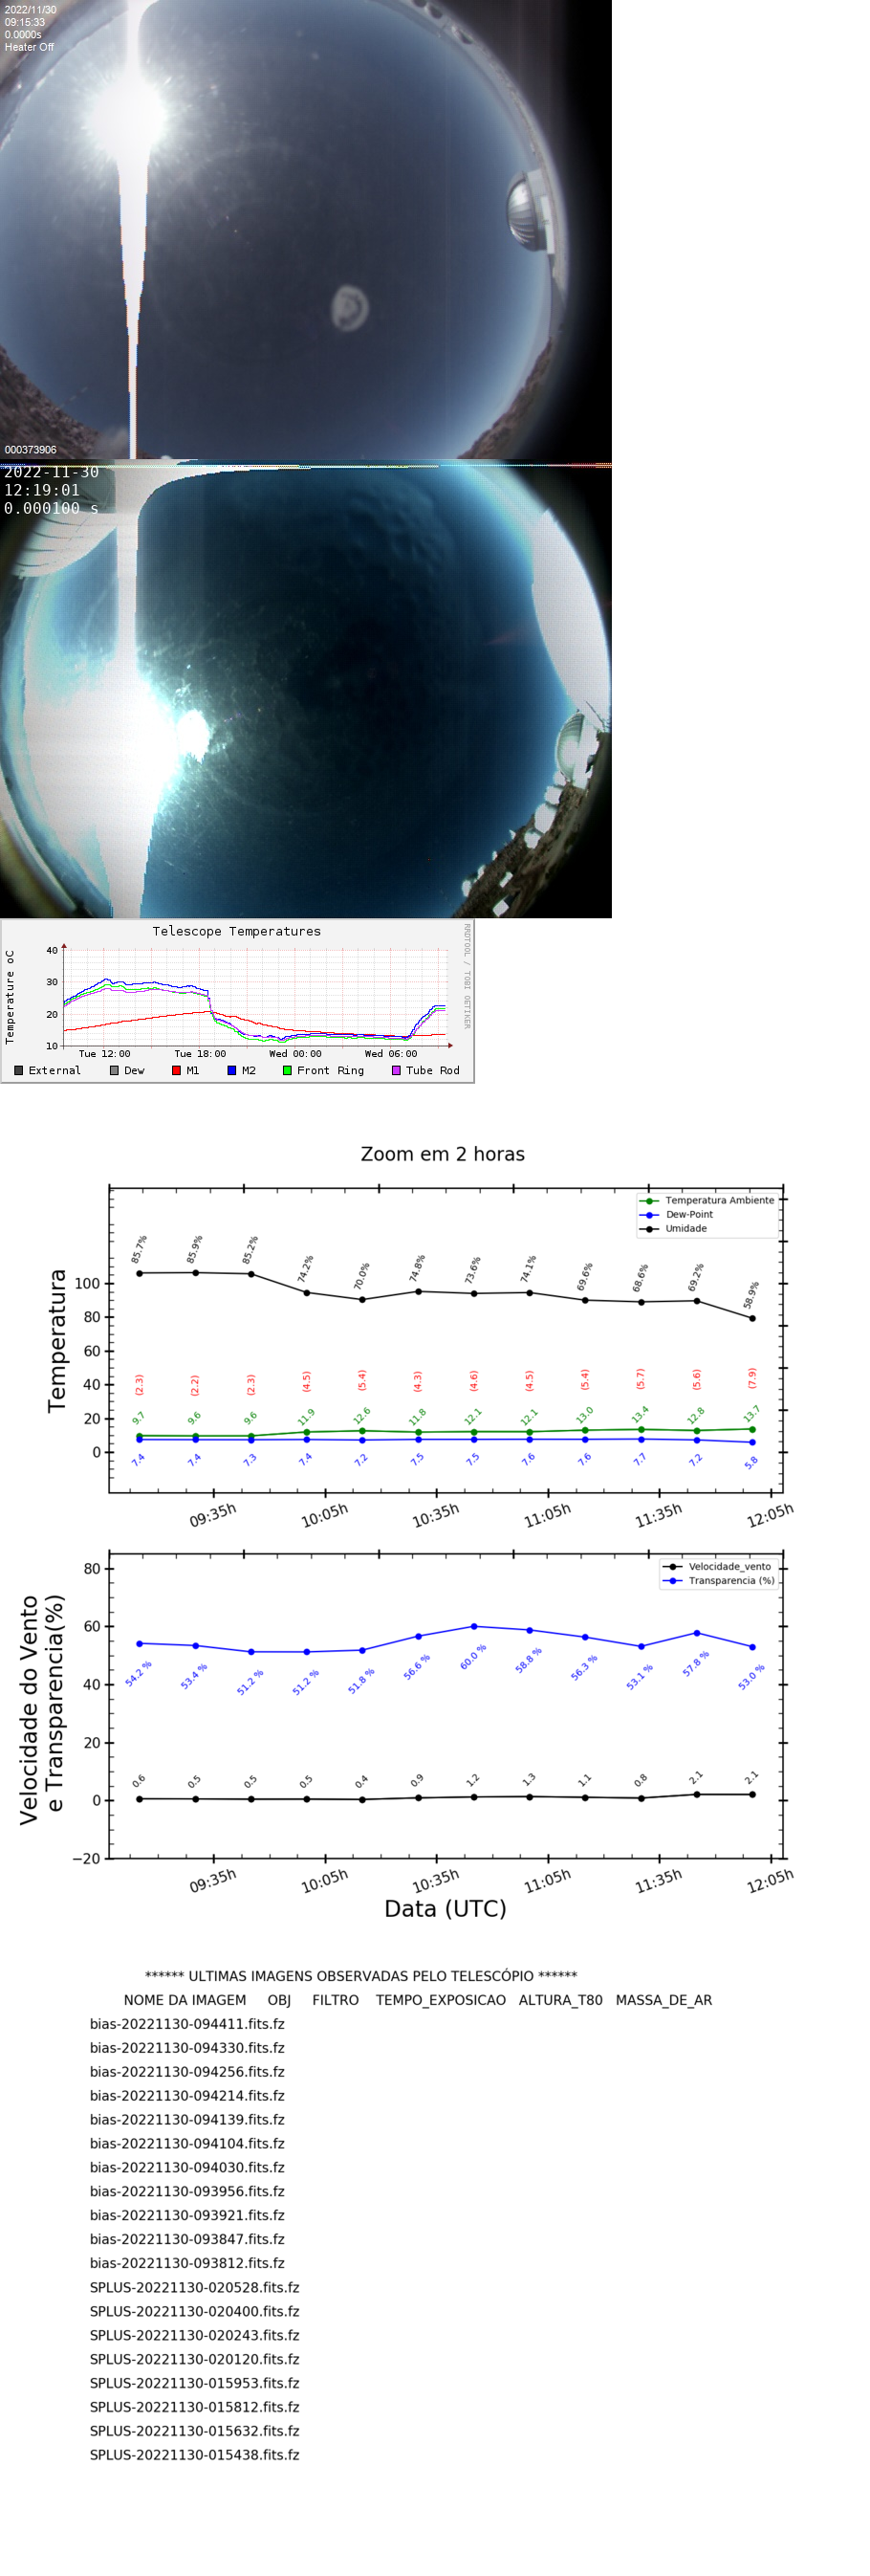 2022/11/30
09:15:33
0.0000s
Heater Off
000373906
2022-11-30
12:19:01
0.000100 s
Telescope Temperatures
RRDTOOL / TOBI OETIKER
Temperature oC
40
30
20
10
Tue 12:00 Tue 18:00 Wed 00:00 Wed 06:00
External Dew M1 M2 Front Ring Tube Rod
Zoom em 2 horas
Temperatura Ambiente
Dew-Point
Umidade
Temperatura
100
80
60
40
20
0
85.7% 85.9% 85.2% 74.2% 70.0% 74.8% 73.6% 74.1% 69.6% 68.6% 69.2% 58.9%
(2.3) (2.2) (2.3) (4.5) (5.4) (4.3) (4.6) (4.5) (5.4) (5.7) (5.6) (7.9)
9.7 9.6 9.6 11.9 12.6 11.8 12.1 12.1 13.0 13.4 12.8 13.7
7.4 7.4 7.3 7.4 7.2 7.5 7.5 7.6 7.6 7.7 7.2 5.8
09:35h 10:05h 10:35h 11:05h 11:35h 12:05h
Velocidade_vento
Transparencia (%)
Velocidade do Vento
e Transparencia(%)
80
60
40
20
0
−20
54.2 % 53.4 % 51.2 % 51.2 % 51.8 % 56.6 % 60.0 % 58.8 % 56.3 % 53.1 % 57.8 % 53.0 %
0.6 0.5 0.5 0.5 0.4 0.9 1.2 1.3 1.1 0.8 2.1 2.1
09:35h 10:05h 10:35h 11:05h 11:35h 12:05h
Data (UTC)
****** ULTIMAS IMAGENS OBSERVADAS PELO TELESCÓPIO ******
NOME DA IMAGEM OBJ FILTRO TEMPO_EXPOSICAO ALTURA_T80 MASSA_DE_AR
bias-20221130-094411.fits.fz
bias-20221130-094330.fits.fz
bias-20221130-094256.fits.fz
bias-20221130-094214.fits.fz
bias-20221130-094139.fits.fz
bias-20221130-094104.fits.fz
bias-20221130-094030.fits.fz
bias-20221130-093956.fits.fz
bias-20221130-093921.fits.fz
bias-20221130-093847.fits.fz
bias-20221130-093812.fits.fz
SPLUS-20221130-020528.fits.fz
SPLUS-20221130-020400.fits.fz
SPLUS-20221130-020243.fits.fz
SPLUS-20221130-020120.fits.fz
SPLUS-20221130-015953.fits.fz
SPLUS-20221130-015812.fits.fz
SPLUS-20221130-015632.fits.fz
SPLUS-20221130-015438.fits.fz